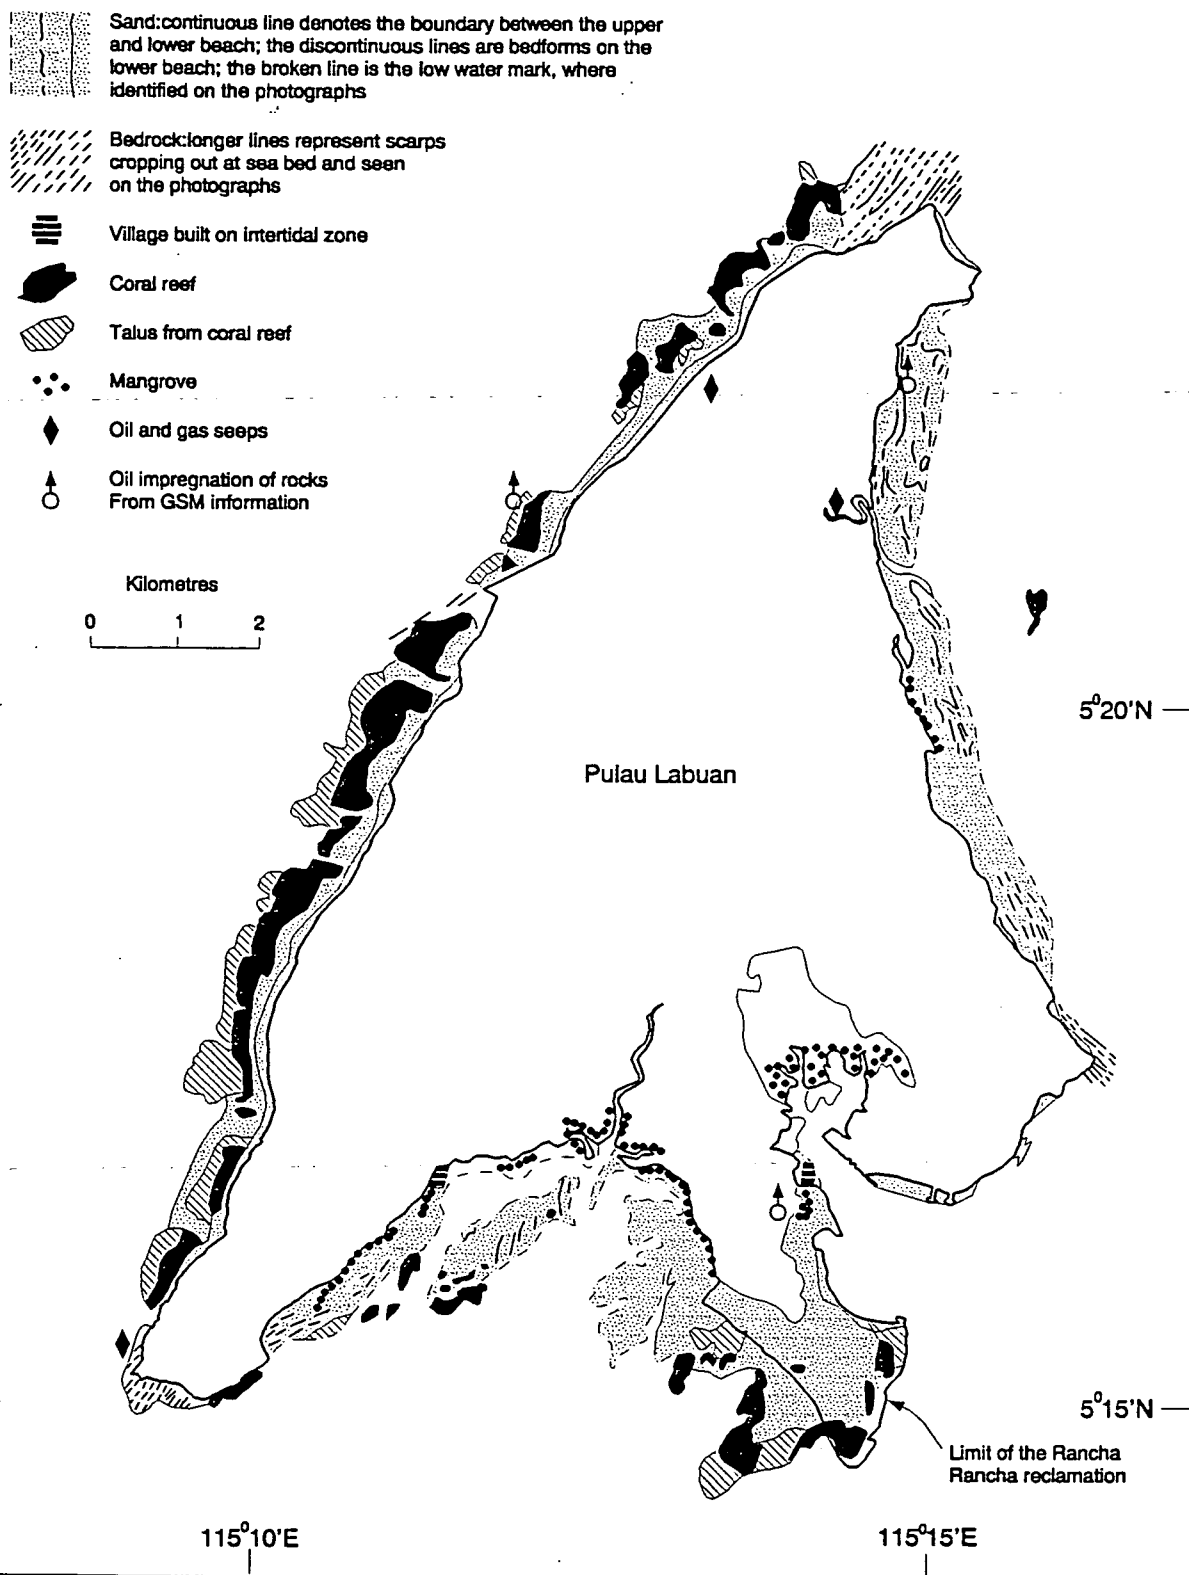 Sand:continuous line denotes the boundary between the upper
and lower beach; the discontinuous lines are bedforms on the
lower beach; the broken line is the low water mark, where
identified on the photographs
Bedrock:longer lines represent scarps
cropping out at sea bed and seen
on the photographs
Village built on intertidal zone
Coral reef
Talus from coral reef
Mangrove
Oil and gas seeps
Oil impregnation of rocks
From GSM information
Kilometres
0 1 2
5°20'N
Pulau Labuan
5°15'N
Limit of the Rancha
Rancha reclamation
115°10'E
115°15'E